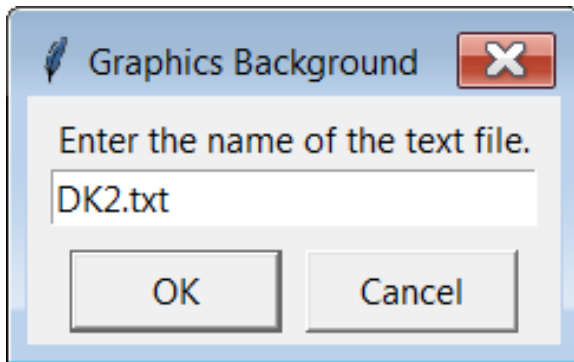 Graphics Background
Enter the name of the text file.
DK2.txt
OK Cancel